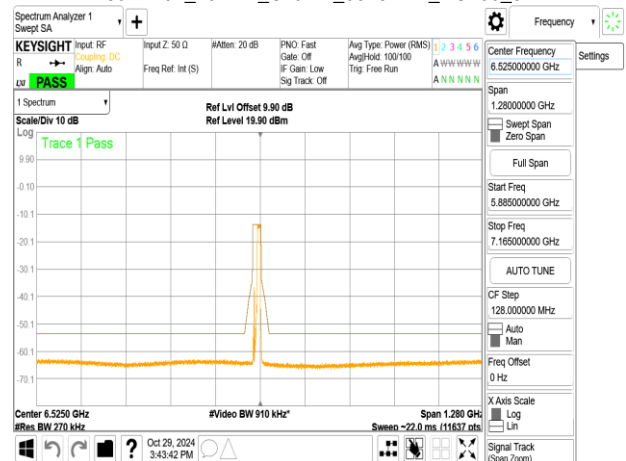 Spectrum Analyzer 1
Swept SA
Frequency
KEYSIGHT
R
LXI
PASS
Input: RF
Coupling: DC
Align: Auto
Input Z: 50 Ω
Freq Ref: Int (S)
#Atten: 20 dB
PNO: Fast
Gate: Off
IF Gain: Low
Sig Track: Off
Avg Type: Power (RMS)
Avg|Hold: 100/100
Trig: Free Run
1 2 3 4 5 6
A W W W W W
A N N N N N
Center Frequency
6.525000000 GHz
Settings
Span
1.28000000 GHz
Swept Span
Zero Span
Full Span
Start Freq
5.885000000 GHz
Stop Freq
7.165000000 GHz
AUTO TUNE
CF Step
128.000000 MHz
Auto
Man
Freq Offset
0 Hz
X Axis Scale
Log
Lin
Signal Track
(Span Zoom)
1 Spectrum
Scale/Div 10 dB
Ref Lvl Offset 9.90 dB
Ref Level 19.90 dBm
Log
Trace 1 Pass
9.90
-0.10
-10.1
-20.1
-30.1
-40.1
-50.1
-60.1
-70.1
Center 6.5250 GHz
#Res BW 270 kHz
#Video BW 910 kHz*
Span 1.280 GHz
Sweep ~22.0 ms (11637 pts
?
Oct 29, 2024
3:43:42 PM